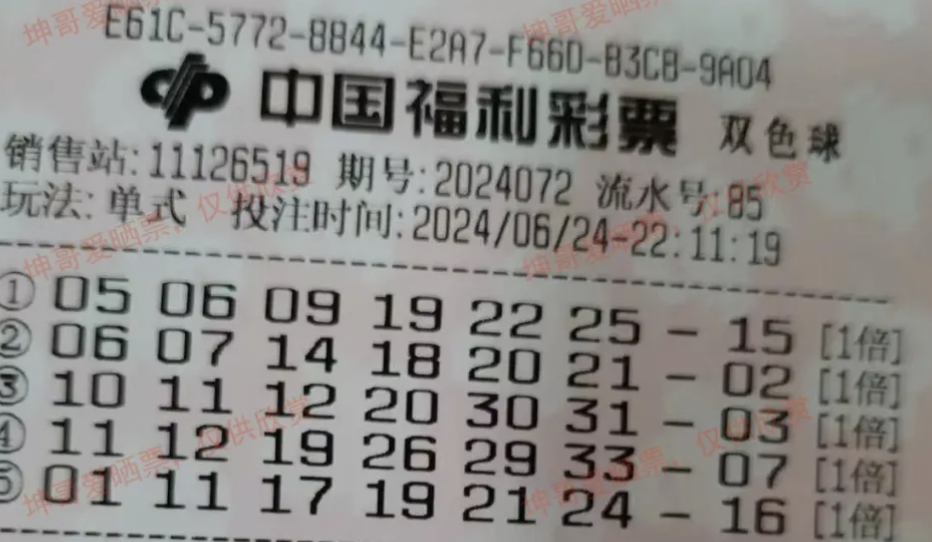 E61C-5772-8844-E2A7-F66D-B3CB-9A04
中国福利彩票 双色球
销售站:11126519 期号:2024072 流水号:85
玩法:单式 投注时间:2024/06/24-22:11:19
① 05 06 09 19 22 25 - 15 [1倍]
② 06 07 14 18 20 21 - 02 [1倍]
③ 10 11 12 20 30 31 - 03 [1倍]
④ 11 12 19 26 29 33 - 07 [1倍]
⑤ 01 11 17 19 21 24 - 16 [1倍]
坤哥爱晒票,仅供欣赏
坤哥爱晒票,仅供欣赏
坤哥爱晒票,仅供欣赏
坤哥爱晒票,仅供欣赏